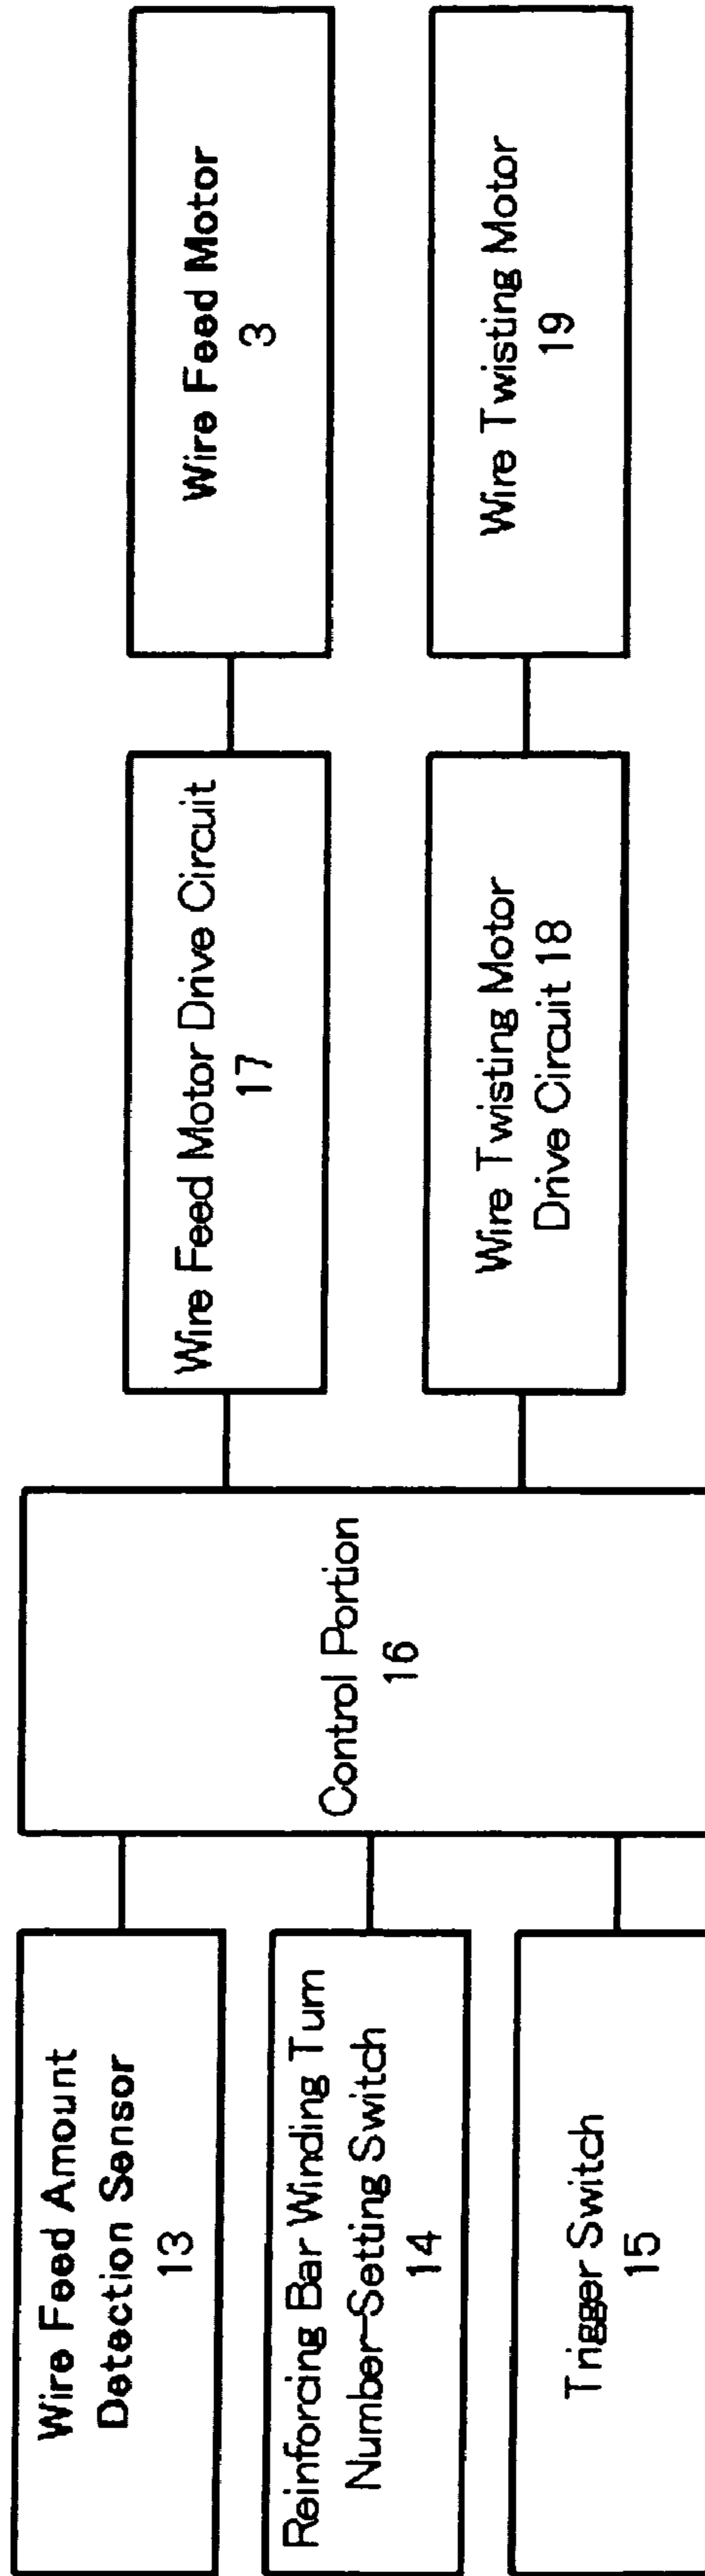 Wire Feed Amount
Detection Sensor
13
Reinforcing Bar Winding Turn
Number-Setting Switch
14
Trigger Switch
15
Control Portion
16
Wire Feed Motor Drive Circuit
17
Wire Twisting Motor
Drive Circuit 18
Wire Feed Motor
3
Wire Twisting Motor
19